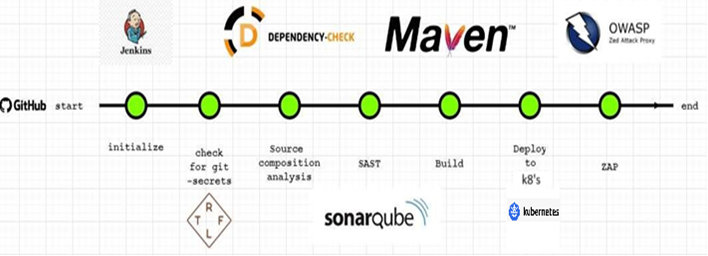 Jenkins
DEPENDENCY-CHECK
Maven™
OWASP
Zed Attack Proxy
GitHub start
end
initialize
check
for git
-secrets
Source
composition
analysis
SAST
Build
Deploy
to
k8's
ZAP
R
T F
L
sonarqube
kubernetes